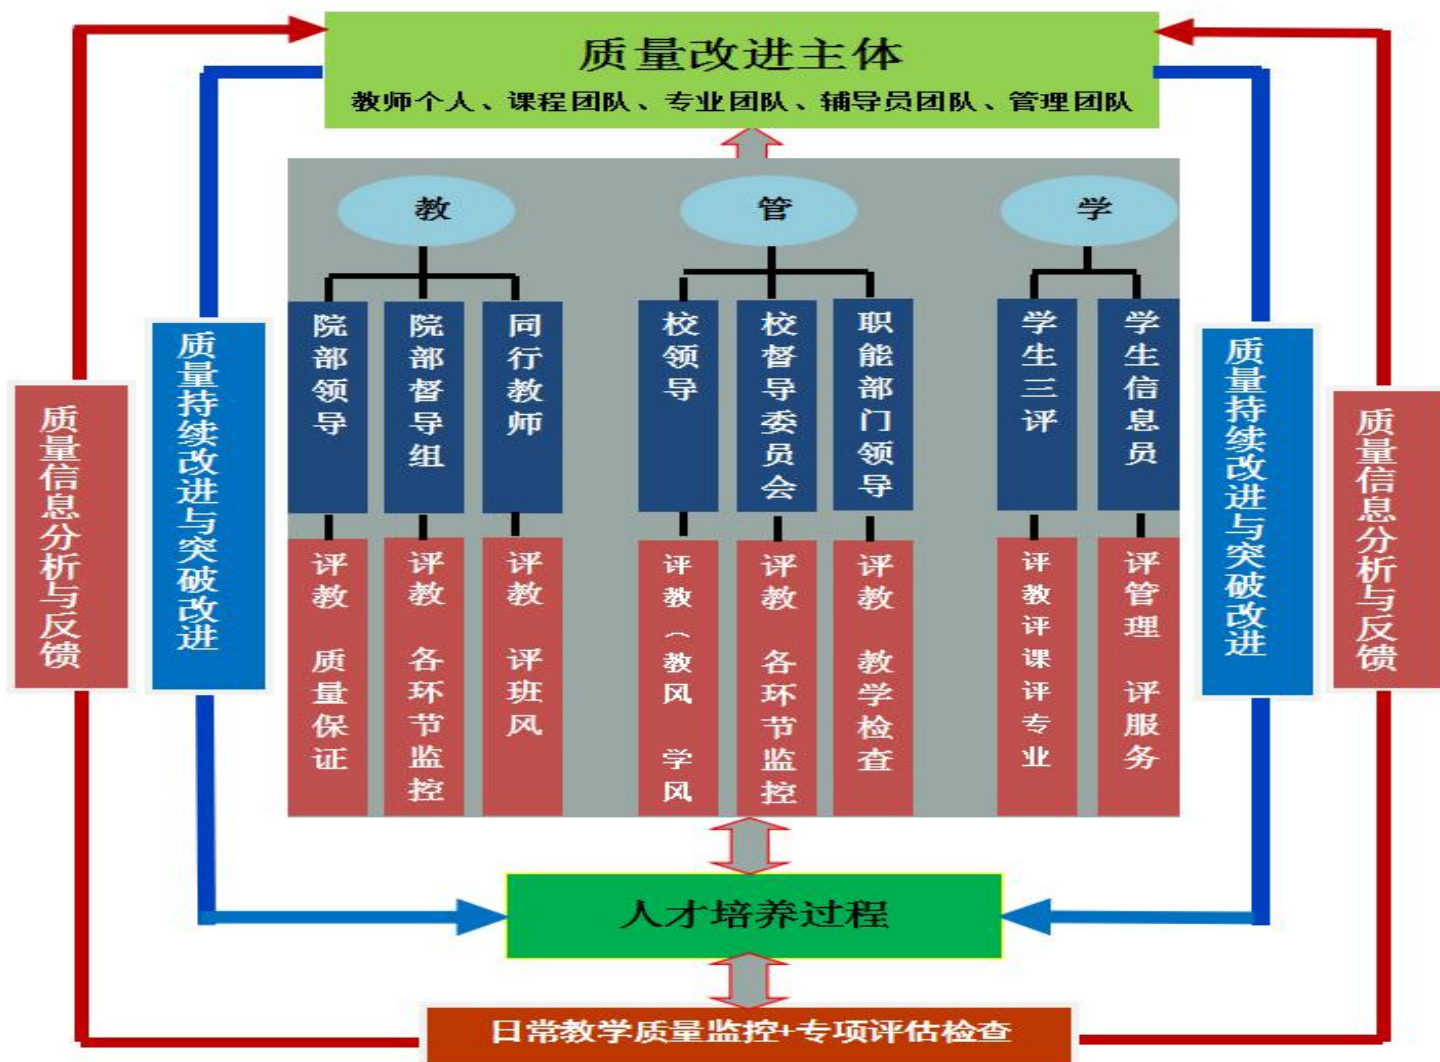 质量改进主体
教师个人、课程团队、专业团队、辅导员团队、管理团队
教
管
学
院部领导
院部督导组
同行教师
校领导
校督导委员会
职能部门领导
学生三评
学生信息员
评教 质量保证
评教 各环节监控
评教 评班风
评教（教风 学风
评教 各环节监控
评教 教学检查
评教评课评专业
评管理 评服务
质量信息分析与反馈
质量持续改进与突破改进
质量持续改进与突破改进
质量信息分析与反馈
人才培养过程
日常教学质量监控+专项评估检查